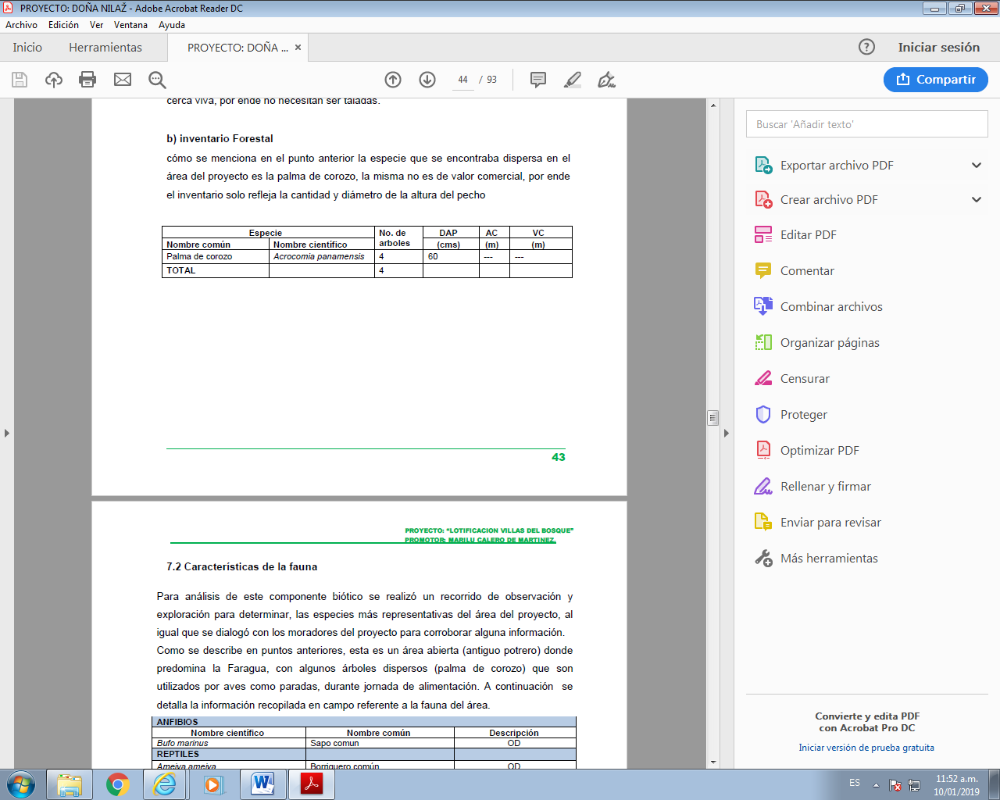 PROYECTO: DOÑA NILAŽ - Adobe Acrobat Reader DC
Archivo Edición Ver Ventana Ayuda
Inicio Herramientas PROYECTO: DOÑA ... × Iniciar sesión
44 / 93 Compartir
cerca viva, por ende no necesitan ser taladas.
b) inventario Forestal
cómo se menciona en el punto anterior la especie que se encontraba dispersa en el
área del proyecto es la palma de corozo, la misma no es de valor comercial, por ende
el inventario solo refleja la cantidad y diámetro de la altura del pecho
Especie No. de arboles DAP AC VC
Nombre común Nombre científico (cms) (m) (m)
Palma de corozo Acrocomia panamensis 4 60 --- ---
TOTAL 4
43
PROYECTO: “LOTIFICACION VILLAS DEL BOSQUE”
PROMOTOR: MARILU CALERO DE MARTINEZ.
7.2 Características de la fauna
Para análisis de este componente biótico se realizó un recorrido de observación y
exploración para determinar, las especies más representativas del área del proyecto, al
igual que se dialogó con los moradores del proyecto para corroborar alguna información.
Como se describe en puntos anteriores, esta es un área abierta (antiguo potrero) donde
predomina la Faragua, con algunos árboles dispersos (palma de corozo) que son
utilizados por aves como paradas, durante jornada de alimentación. A continuación se
detalla la información recopilada en campo referente a la fauna del área.
ANFIBIOS
Nombre científico Nombre común Descripción
Bufo marinus Sapo comun OD
REPTILES
Ameiva ameiva Borriguero común OD
Buscar 'Añadir texto'
Exportar archivo PDF
Crear archivo PDF
Editar PDF
Comentar
Combinar archivos
Organizar páginas
Censurar
Proteger
Optimizar PDF
Rellenar y firmar
Enviar para revisar
Más herramientas
Convierte y edita PDF
con Acrobat Pro DC
Iniciar versión de prueba gratuita
ES
11:52 a.m.
10/01/2019